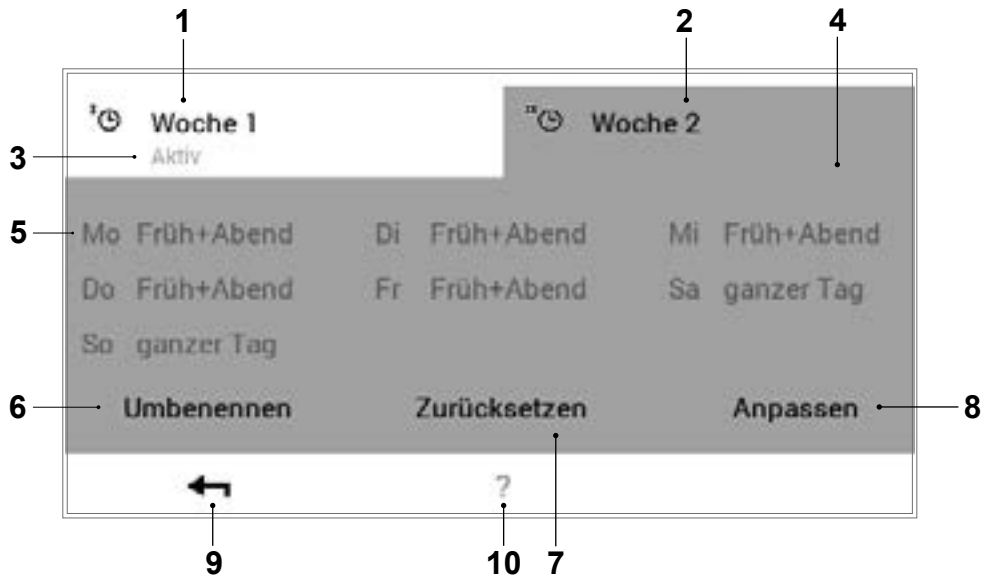 1 2 4
I Woche 1 II Woche 2
3 Aktiv
5 Mo Früh+Abend Di Früh+Abend Mi Früh+Abend
Do Früh+Abend Fr Früh+Abend Sa ganzer Tag
So ganzer Tag
6 Umbenennen Zurücksetzen Anpassen 8
?
9 10 7